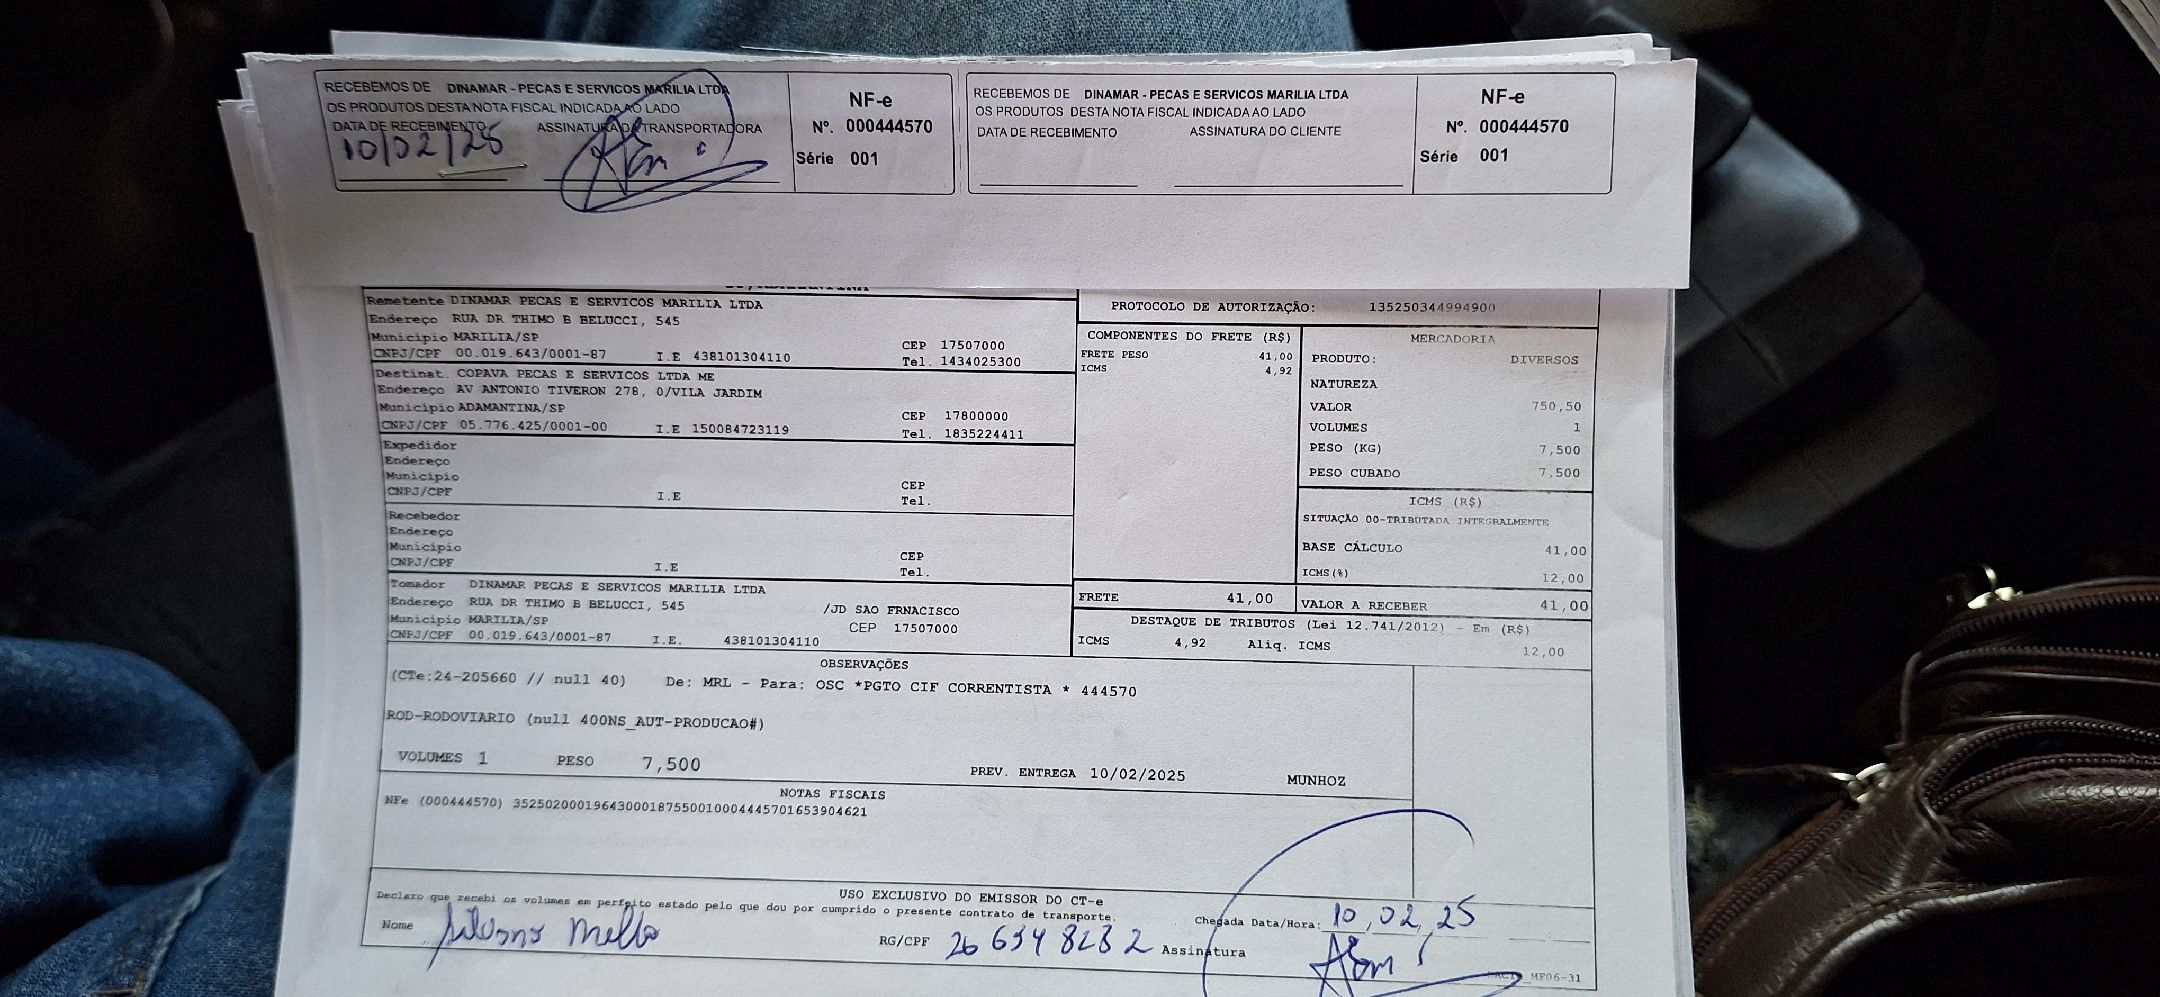 RECEBEMOS DE DINAMAR - PECAS E SERVICOS MARILIA LTDA
OS PRODUTOS DESTA NOTA FISCAL INDICADA AO LADO
DATA DE RECEBIMENTO ASSINATURA DA TRANSPORTADORA
10/02/25
NF-e
Nº. 000444570
Série 001
RECEBEMOS DE DINAMAR - PECAS E SERVICOS MARILIA LTDA
OS PRODUTOS DESTA NOTA FISCAL INDICADA AO LADO
DATA DE RECEBIMENTO ASSINATURA DO CLIENTE
NF-e
Nº. 000444570
Série 001
Remetente DINAMAR PECAS E SERVICOS MARILIA LTDA
Endereço RUA DR THIMO B BELUCCI, 545
Município MARILIA/SP CEP 17507000
CNPJ/CPF 00.019.643/0001-87 I.E 438101304110 Tel. 1434025300
Destinat. COPAVA PECAS E SERVICOS LTDA ME
Endereço AV ANTONIO TIVERON 278, 0/VILA JARDIM
Município ADAMANTINA/SP CEP 17800000
CNPJ/CPF 05.776.425/0001-00 I.E 150084723119 Tel. 1835224411
Expedidor
Endereço
Município CEP
CNPJ/CPF I.E Tel.
Recebedor
Endereço
Município CEP
CNPJ/CPF I.E Tel.
Tomador DINAMAR PECAS E SERVICOS MARILIA LTDA
Endereço RUA DR THIMO B BELUCCI, 545 /JD SAO FRNACISCO
Município MARILIA/SP CEP 17507000
CNPJ/CPF 00.019.643/0001-87 I.E. 438101304110
PROTOCOLO DE AUTORIZAÇÃO: 135250344994900
COMPONENTES DO FRETE (R$)
FRETE PESO 41,00
ICMS 4,92
MERCADORIA
PRODUTO: DIVERSOS
NATUREZA
VALOR 750,50
VOLUMES 1
PESO (KG) 7,500
PESO CUBADO 7,500
ICMS (R$)
SITUAÇÃO 00-TRIBUTADA INTEGRALMENTE
BASE CÁLCULO 41,00
ICMS(%) 12,00
FRETE 41,00
VALOR A RECEBER 41,00
DESTAQUE DE TRIBUTOS (Lei 12.741/2012) - Em (R$)
ICMS 4,92 Aliq. ICMS 12,00
OBSERVAÇÕES
(CTe:24-205660 // null 40) De: MRL - Para: OSC *PGTO CIF CORRENTISTA * 444570
ROD-RODOVIARIO (null 400NS_AUT-PRODUCAO#)
VOLUMES 1 PESO 7,500 PREV. ENTREGA 10/02/2025 MUNHOZ
NOTAS FISCAIS
NFe (000444570) 35250200019643000187550010004445701653904621
USO EXCLUSIVO DO EMISSOR DO CT-e
Declaro que recebi os volumes em perfeito estado pelo que dou por cumprido o presente contrato de transporte.
Chegada Data/Hora: 10,02,25
Nome Mello RG/CPF Assinatura
MF06-31